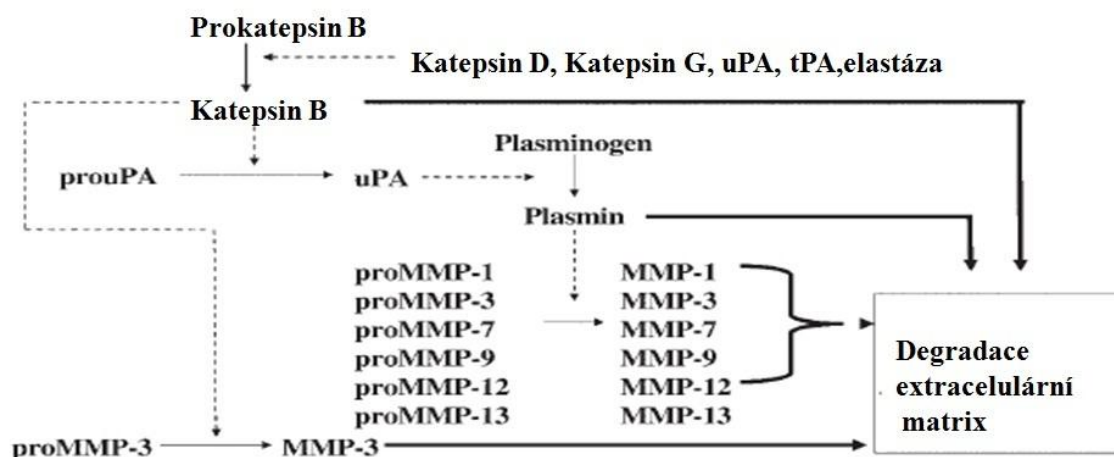 Prokatepsin B
Katepsin D, Katepsin G, uPA, tPA,elastáza
Katepsin B
Plasminogen
prouPA uPA
Plasmin
proMMP-1 MMP-1
proMMP-3 MMP-3
proMMP-7 MMP-7
proMMP-9 MMP-9
proMMP-12 MMP-12
proMMP-13 MMP-13
Degradace
extracelulární
matrix
proMMP-3 MMP-3